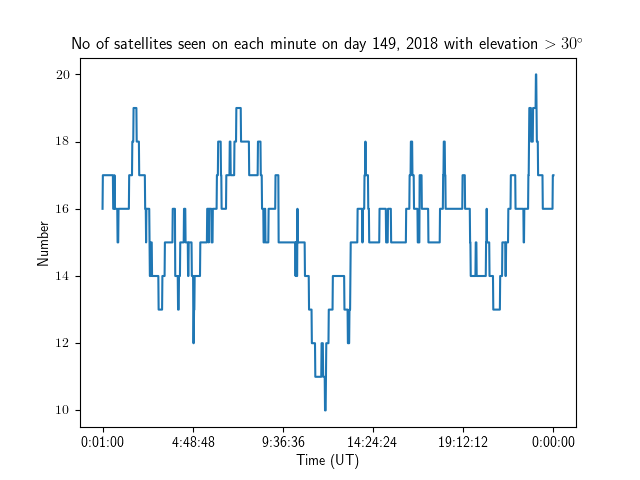 No of satellites seen on each minute on day 149, 2018 with elevation > 30°
20
18
16
14
12
10
Number
0:01:00 4:48:48 9:36:36 14:24:24 19:12:12 0:00:00
Time (UT)